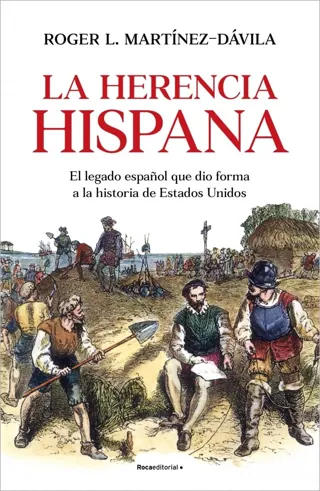 ROGER L. MARTÍNEZ-DÁVILA
LA HERENCIA
HISPANA
El legado español que dio forma
a la historia de Estados Unidos
Rocaeditorial